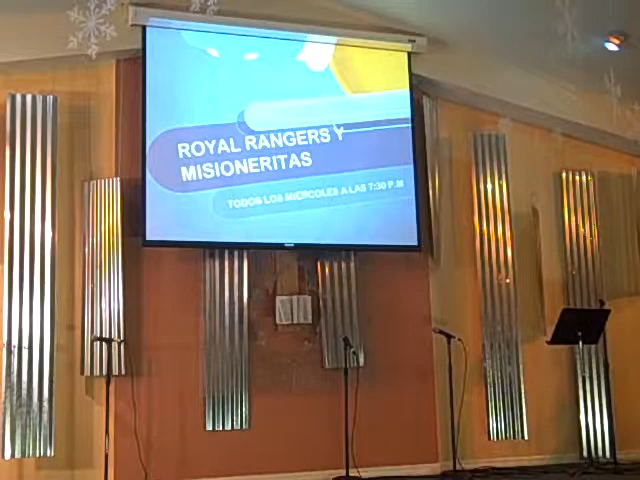 ROYAL RANGERS Y
MISIONERITAS
TODOS LOS MIERCOLES A LAS 7:30 P.M